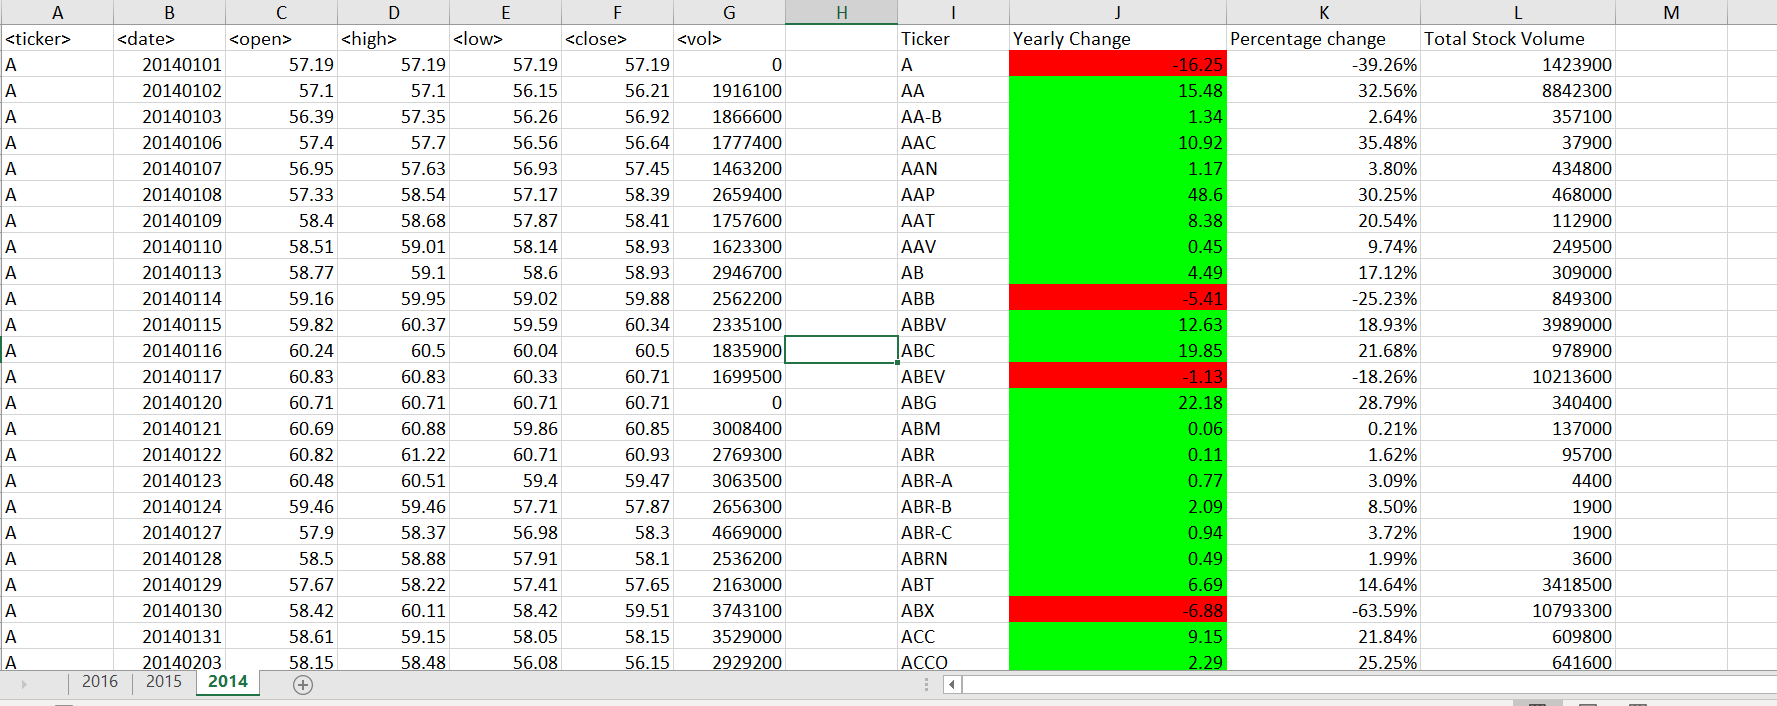 A B C D E F G H I J K L M
<ticker> <date> <open> <high> <low> <close> <vol> Ticker Yearly Change Percentage change Total Stock Volume
A 20140101 57.19 57.19 57.19 57.19 0 A -16.25 -39.26% 1423900
A 20140102 57.1 57.1 56.15 56.21 1916100 AA 15.48 32.56% 8842300
A 20140103 56.39 57.35 56.26 56.92 1866600 AA-B 1.34 2.64% 357100
A 20140106 57.4 57.7 56.56 56.64 1777400 AAC 10.92 35.48% 37900
A 20140107 56.95 57.63 56.93 57.45 1463200 AAN 1.17 3.80% 434800
A 20140108 57.33 58.54 57.17 58.39 2659400 AAP 48.6 30.25% 468000
A 20140109 58.4 58.68 57.87 58.41 1757600 AAT 8.38 20.54% 112900
A 20140110 58.51 59.01 58.14 58.93 1623300 AAV 0.45 9.74% 249500
A 20140113 58.77 59.1 58.6 58.93 2946700 AB 4.49 17.12% 309000
A 20140114 59.16 59.95 59.02 59.88 2562200 ABB -5.41 -25.23% 849300
A 20140115 59.82 60.37 59.59 60.34 2335100 ABBV 12.63 18.93% 3989000
A 20140116 60.24 60.5 60.04 60.5 1835900 ABC 19.85 21.68% 978900
A 20140117 60.83 60.83 60.33 60.71 1699500 ABEV -1.13 -18.26% 10213600
A 20140120 60.71 60.71 60.71 60.71 0 ABG 22.18 28.79% 340400
A 20140121 60.69 60.88 59.86 60.85 3008400 ABM 0.06 0.21% 137000
A 20140122 60.82 61.22 60.71 60.93 2769300 ABR 0.11 1.62% 95700
A 20140123 60.48 60.51 59.4 59.47 3063500 ABR-A 0.77 3.09% 4400
A 20140124 59.46 59.46 57.71 57.87 2656300 ABR-B 2.09 8.50% 1900
A 20140127 57.9 58.37 56.98 58.3 4669000 ABR-C 0.94 3.72% 1900
A 20140128 58.5 58.88 57.91 58.1 2536200 ABRN 0.49 1.99% 3600
A 20140129 57.67 58.22 57.41 57.65 2163000 ABT 6.69 14.64% 3418500
A 20140130 58.42 60.11 58.42 59.51 3743100 ABX -6.88 -63.59% 10793300
A 20140131 58.61 59.15 58.05 58.15 3529000 ACC 9.15 21.84% 609800
A 20140203 58.15 58.48 56.08 56.15 2929200 ACCO 2.29 25.25% 641600
2016 2015 2014